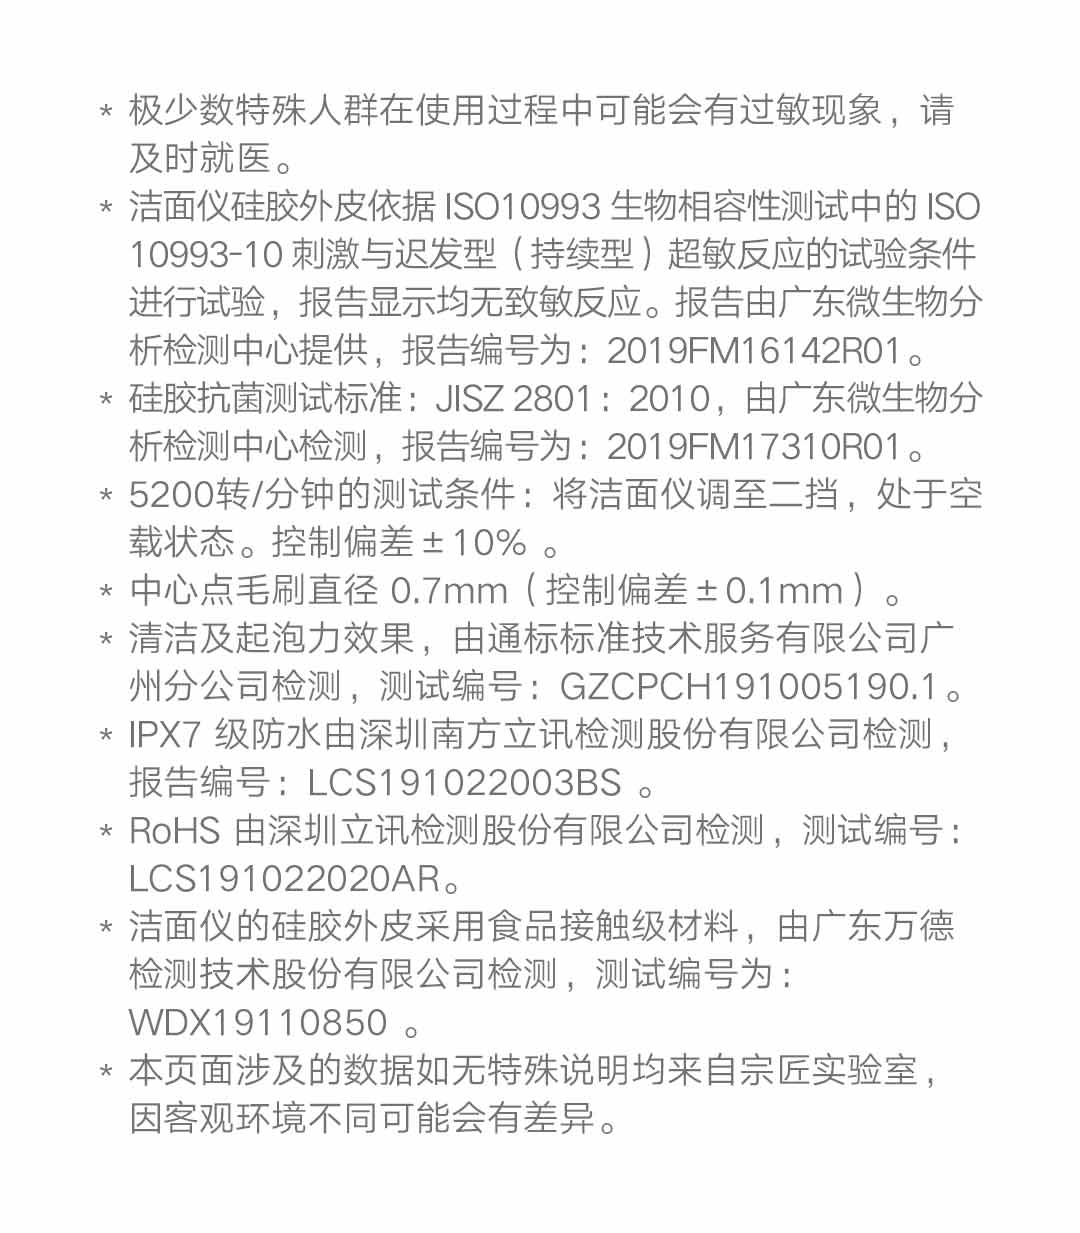 * 极少数特殊人群在使用过程中可能会有过敏现象，请
及时就医。
* 洁面仪硅胶外皮依据 ISO10993 生物相容性测试中的 ISO
10993-10 刺激与迟发型（持续型）超敏反应的试验条件
进行试验，报告显示均无致敏反应。报告由广东微生物分
析检测中心提供，报告编号为：2019FM16142R01。
* 硅胶抗菌测试标准：JISZ 2801：2010，由广东微生物分
析检测中心检测，报告编号为：2019FM17310R01。
* 5200转/分钟的测试条件：将洁面仪调至二挡，处于空
载状态。控制偏差±10% 。
* 中心点毛刷直径 0.7mm（控制偏差±0.1mm）。
* 清洁及起泡力效果，由通标标准技术服务有限公司广
州分公司检测，测试编号：GZCPCH191005190.1。
* IPX7 级防水由深圳南方立讯检测股份有限公司检测，
报告编号：LCS191022003BS 。
* RoHS 由深圳立讯检测股份有限公司检测，测试编号：
LCS191022020AR。
* 洁面仪的硅胶外皮采用食品接触级材料，由广东万德
检测技术股份有限公司检测，测试编号为：
WDX19110850 。
* 本页面涉及的数据如无特殊说明均来自宗匠实验室，
因客观环境不同可能会有差异。